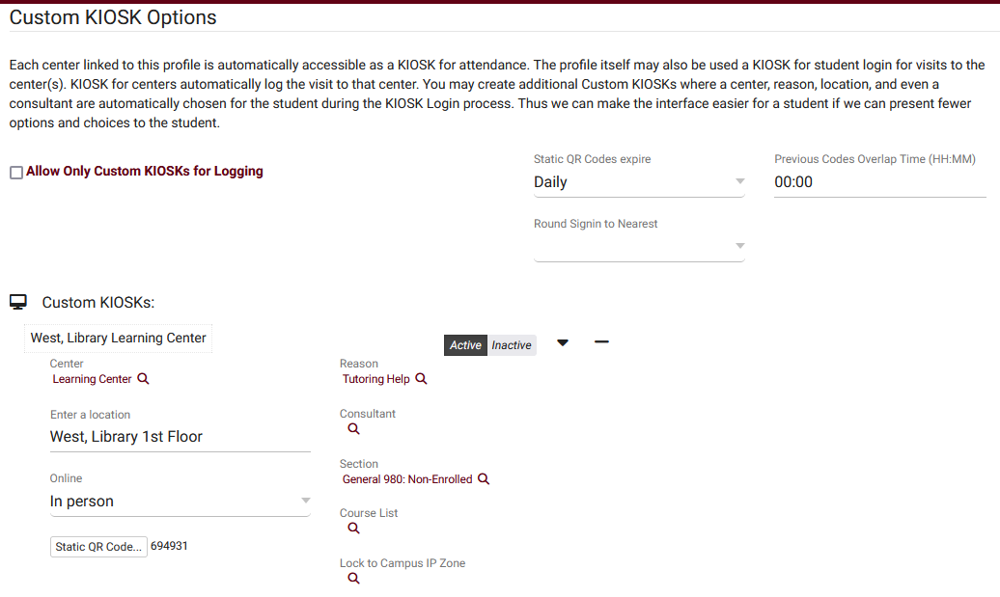 Custom KIOSK Options
Each center linked to this profile is automatically accessible as a KIOSK for attendance. The profile itself may also be used a KIOSK for student login for visits to the
center(s). KIOSK for centers automatically log the visit to that center. You may create additional Custom KIOSKs where a center, reason, location, and even a
consultant are automatically chosen for the student during the KIOSK Login process. Thus we can make the interface easier for a student if we can present fewer
options and choices to the student.
Allow Only Custom KIOSKs for Logging
Static QR Codes expire
Daily
Previous Codes Overlap Time (HH:MM)
00:00
Round Signin to Nearest
Custom KIOSKs:
West, Library Learning Center
Active Inactive
Center
Learning Center
Enter a location
West, Library 1st Floor
Online
In person
Static QR Code... 694931
Reason
Tutoring Help
Consultant
Section
General 980: Non-Enrolled
Course List
Lock to Campus IP Zone